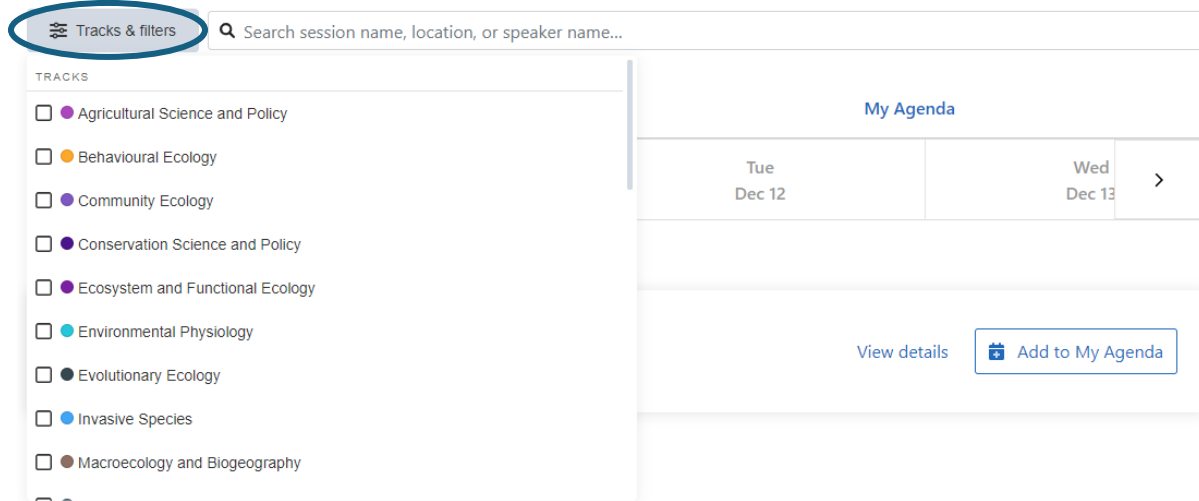 Tracks & filters
Search session name, location, or speaker name...
TRACKS
Agricultural Science and Policy
Behavioural Ecology
Community Ecology
Conservation Science and Policy
Ecosystem and Functional Ecology
Environmental Physiology
Evolutionary Ecology
Invasive Species
Macroecology and Biogeography
My Agenda
Tue
Dec 12
Wed
Dec 13
View details
Add to My Agenda